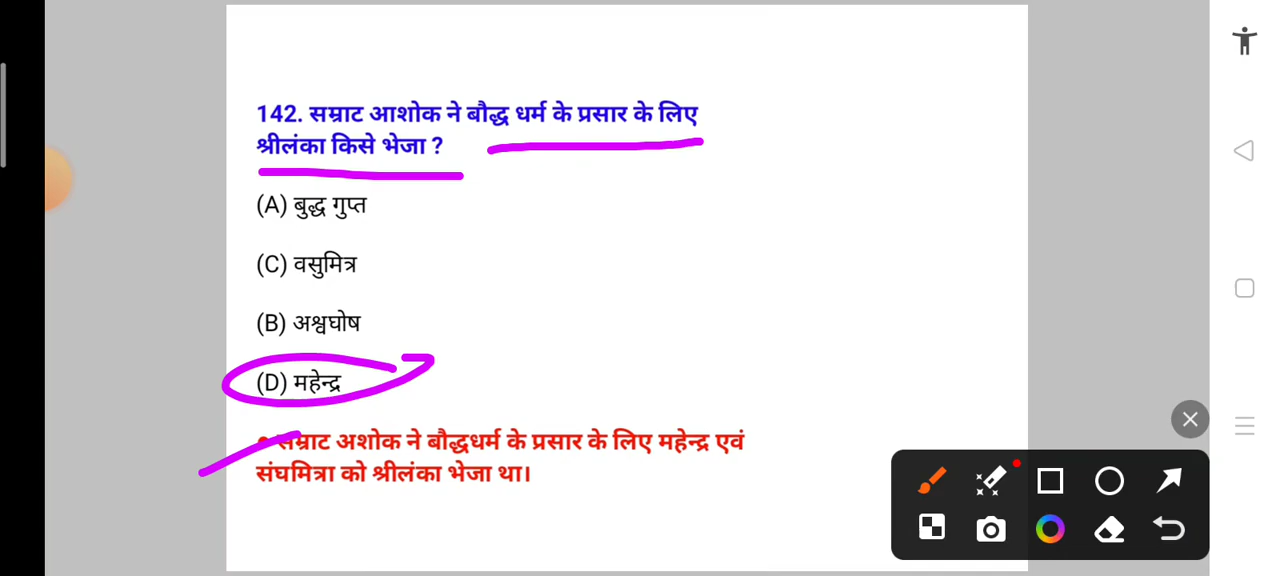 142. सम्राट आशोक ने बौद्ध धर्म के प्रसार के लिए
श्रीलंका किसे भेजा ?
(A) बुद्ध गुप्त
(C) वसुमित्र
(B) अश्वघोष
(D) महेन्द्र
● सम्राट अशोक ने बौद्धधर्म के प्रसार के लिए महेन्द्र एवं
संघमित्रा को श्रीलंका भेजा था।